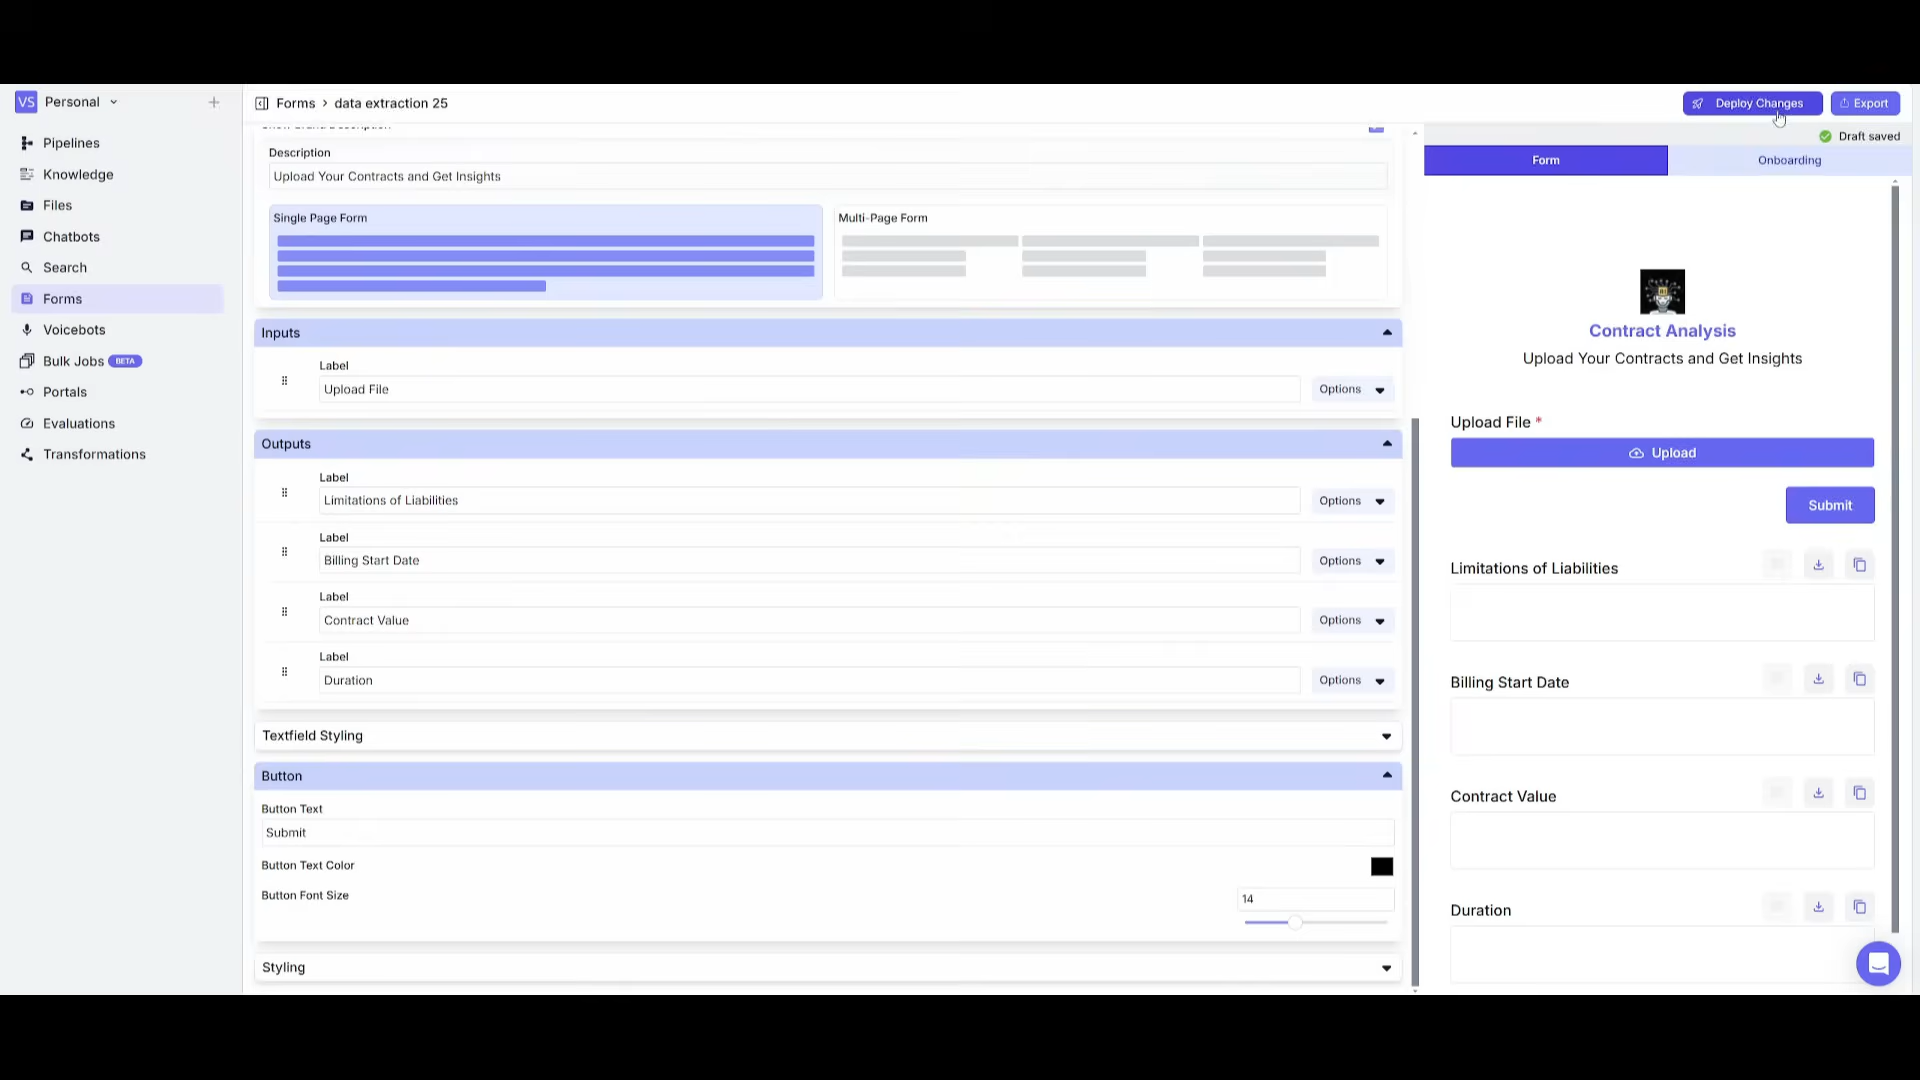 VS Personal
Forms > data extraction 25
Deploy Changes
Export
Draft saved
Pipelines
Knowledge
Files
Chatbots
Search
Forms
Voicebots
Bulk Jobs BETA
Portals
Evaluations
Transformations
Description
Upload Your Contracts and Get Insights
Single Page Form
Multi-Page Form
Inputs
Label
Upload File
Options
Outputs
Label
Limitations of Liabilities
Options
Label
Billing Start Date
Options
Label
Contract Value
Options
Label
Duration
Options
Textfield Styling
Button
Button Text
Submit
Button Text Color
Button Font Size
14
Styling
Form
Onboarding
Contract Analysis
Upload Your Contracts and Get Insights
Upload File *
Upload
Submit
Limitations of Liabilities
Billing Start Date
Contract Value
Duration